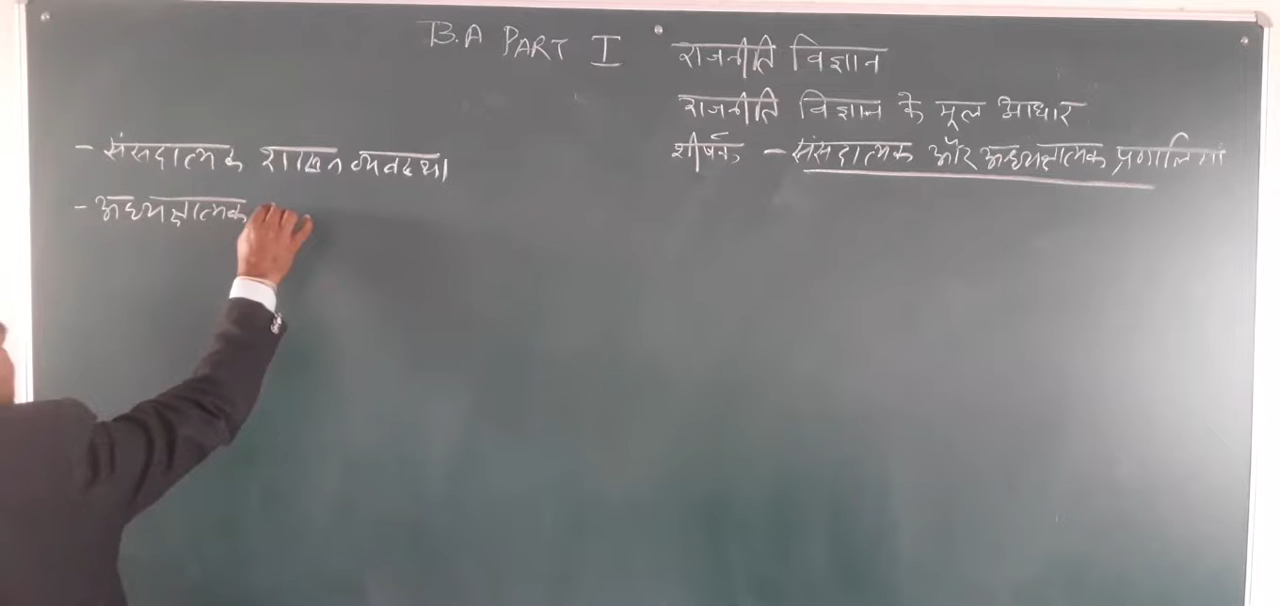 B.A PART I
राजनीति विज्ञान
राजनीति विज्ञान के मूल आधार
शीर्षक - संसदात्मक और अध्यक्षात्मक प्रणालियां
- संसदात्मक शासन व्यवस्था
- अध्यक्षात्मक